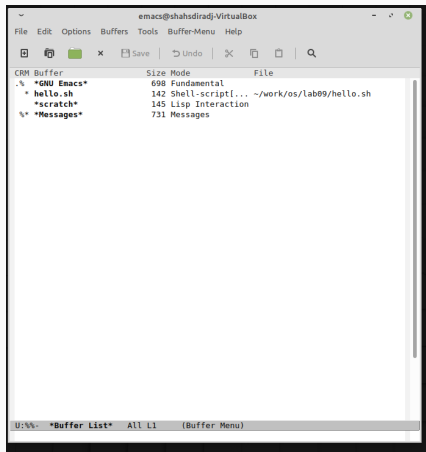 emacs@shahsdiradj-VirtualBox
File Edit Options Buffers Tools Buffer-Menu Help
Save Undo
CRM Buffer Size Mode File
.% *GNU Emacs* 698 Fundamental
* hello.sh 142 Shell-script[... ~/work/os/lab09/hello.sh
*scratch* 145 Lisp Interaction
%* *Messages* 731 Messages
U:%%- *Buffer List* All L1 (Buffer Menu)